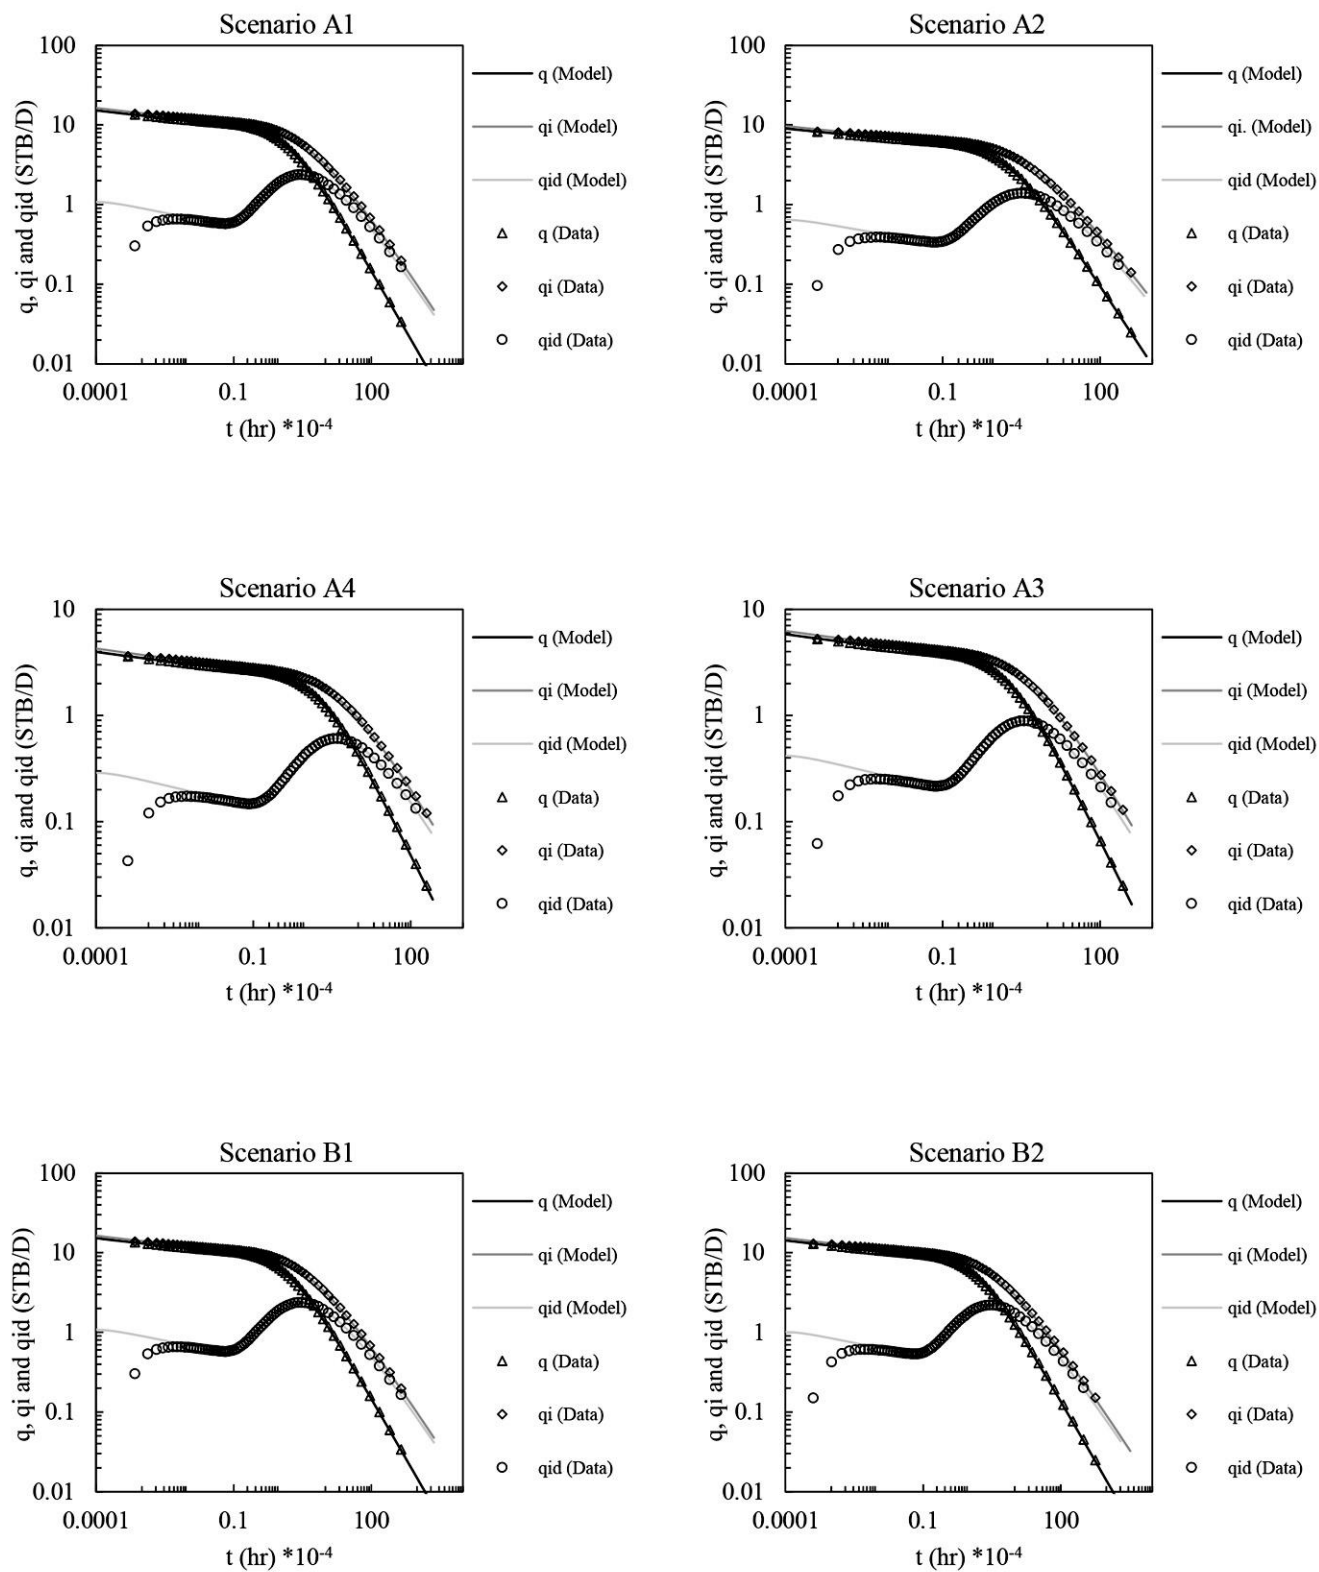 Scenario A1
100
10
1
0.1
0.01
q, qi and qid (STB/D)
0.0001 0.1 100
t (hr) *10-4
q (Model)
qi (Model)
qid (Model)
q (Data)
qi (Data)
qid (Data)
Scenario A2
100
10
1
0.1
0.01
q, qi and qid (STB/D)
0.0001 0.1 100
t (hr) *10-4
q (Model)
qi. (Model)
qid (Model)
q (Data)
qi (Data)
qid (Data)
Scenario A4
10
1
0.1
0.01
q, qi and qid (STB/D)
0.0001 0.1 100
t (hr) *10-4
q (Model)
qi (Model)
qid (Model)
q (Data)
qi (Data)
qid (Data)
Scenario A3
10
1
0.1
0.01
q, qi and qid (STB/D)
0.0001 0.1 100
t (hr) *10-4
q (Model)
qi (Model)
qid (Model)
q (Data)
qi (Data)
qid (Data)
Scenario B1
100
10
1
0.1
0.01
q, qi and qid (STB/D)
0.0001 0.1 100
t (hr) *10-4
q (Model)
qi (Model)
qid (Model)
q (Data)
qi (Data)
qid (Data)
Scenario B2
100
10
1
0.1
0.01
q, qi and qid (STB/D)
0.0001 0.1 100
t (hr) *10-4
q (Model)
qi (Model)
qid (Model)
q (Data)
qi (Data)
qid (Data)